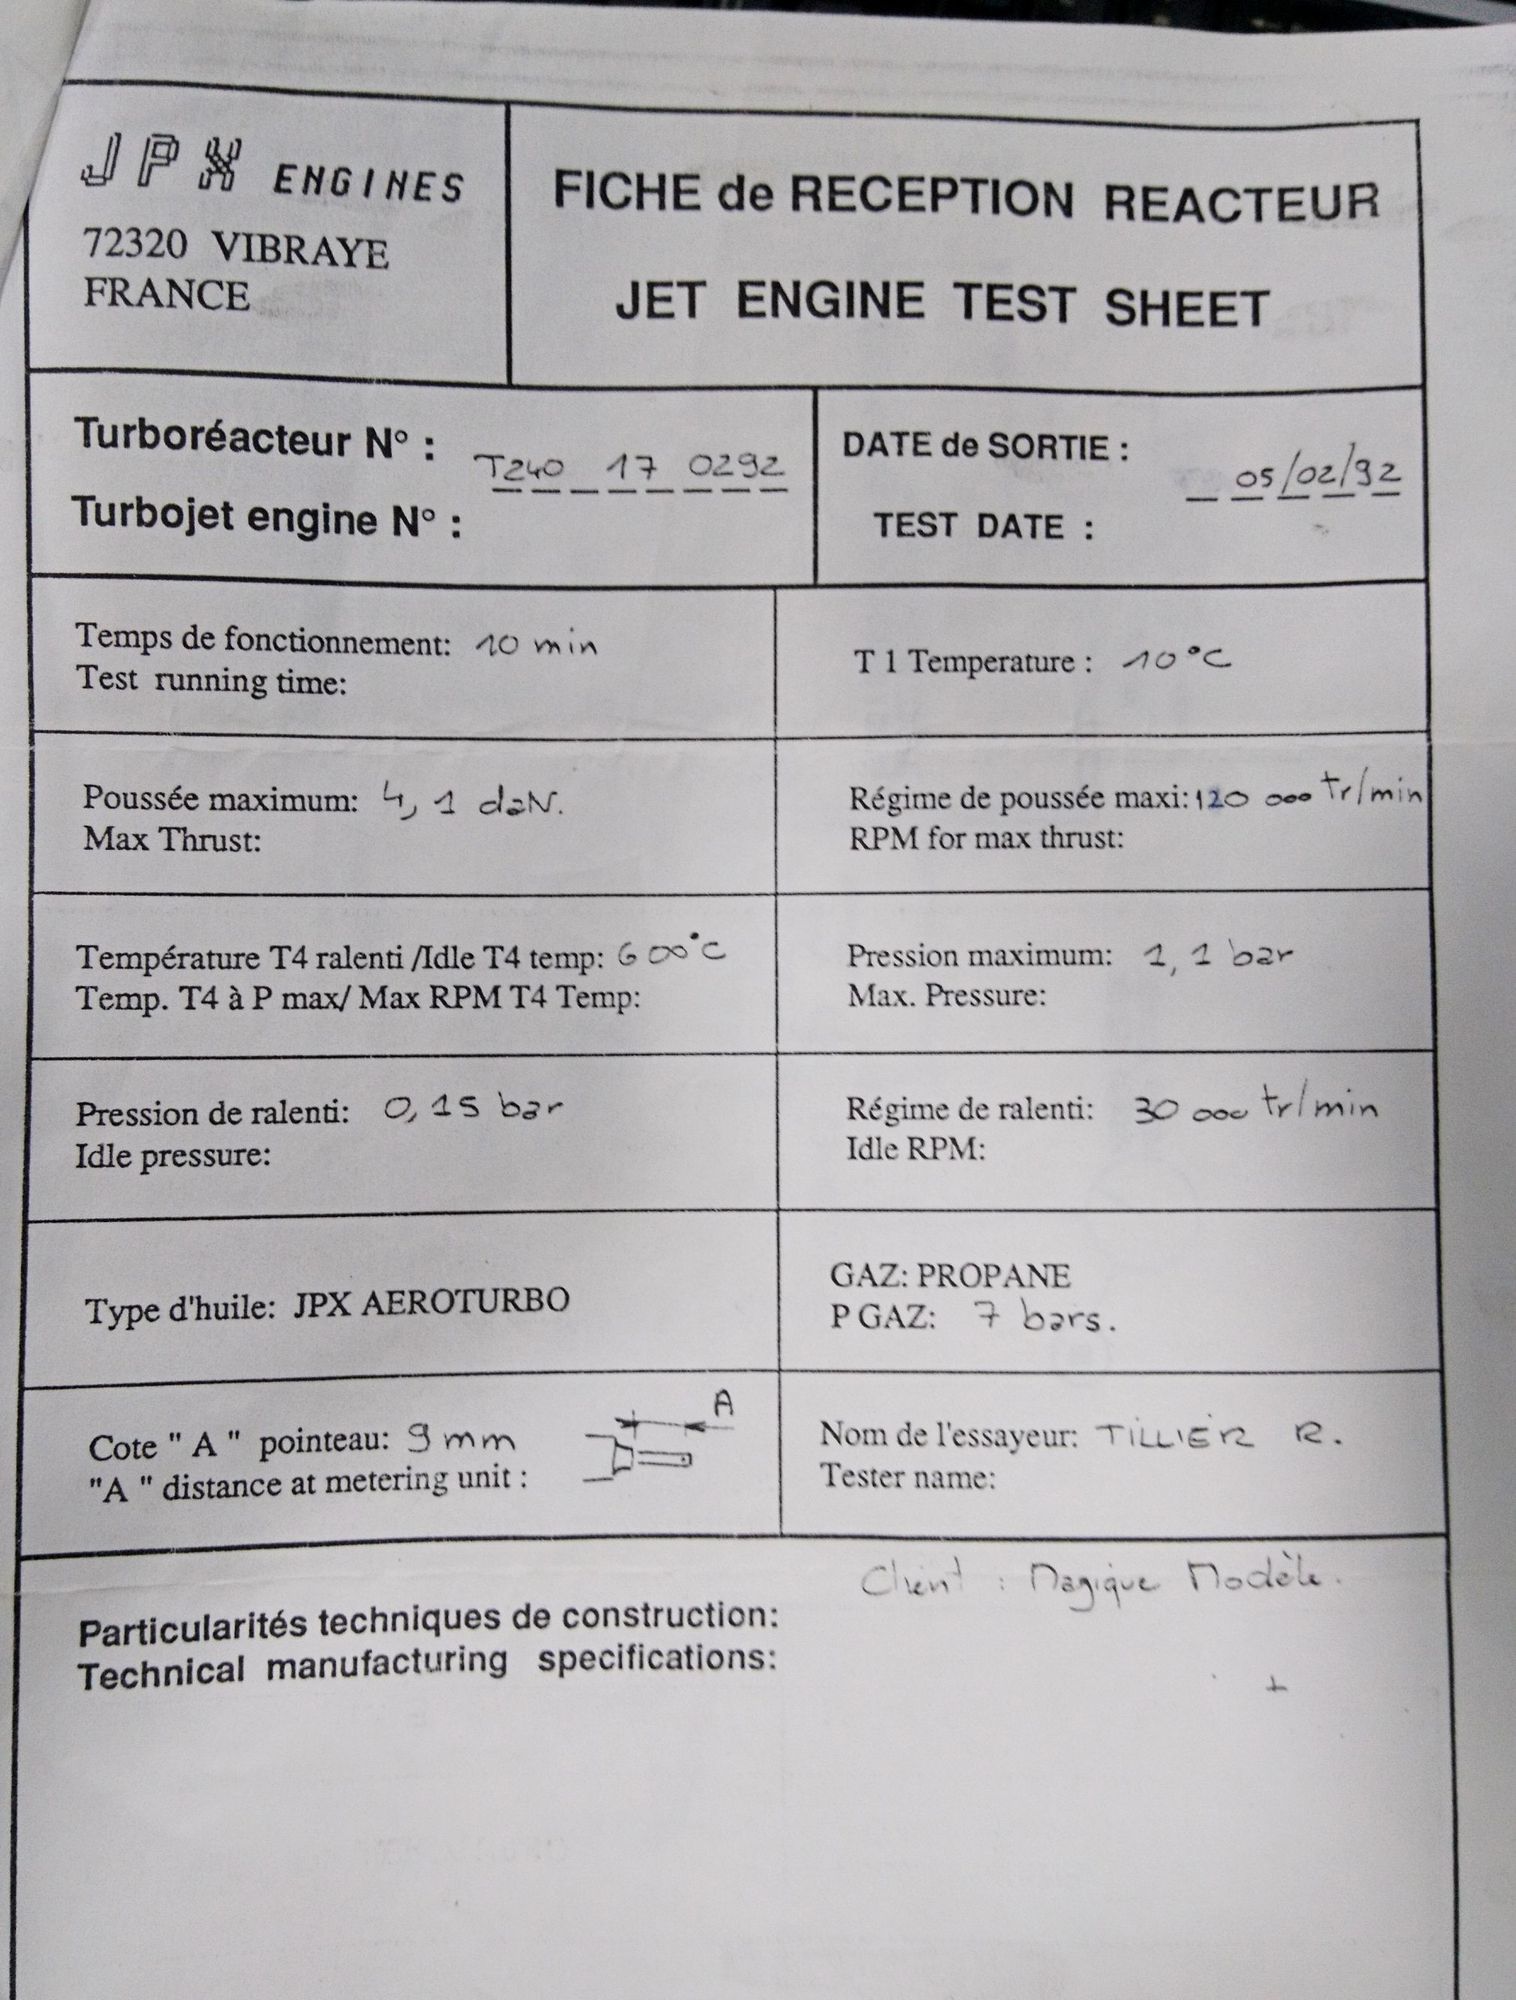 JPX ENGINES
72320 VIBRAYE
FRANCE
FICHE de RECEPTION REACTEUR
JET ENGINE TEST SHEET
Turboréacteur N° : T240 17 0292
Turbojet engine N° :
DATE de SORTIE : 05/02/92
TEST DATE :
Temps de fonctionnement: 10 min
Test running time:
T 1 Temperature : 10°C
Poussée maximum: 4,1 daN.
Max Thrust:
Régime de poussée maxi: 120 000 tr/min
RPM for max thrust:
Température T4 ralenti /Idle T4 temp: 600°C
Temp. T4 à P max/ Max RPM T4 Temp:
Pression maximum: 1,1 bar
Max. Pressure:
Pression de ralenti: 0,15 bar
Idle pressure:
Régime de ralenti: 30 000 tr/min
Idle RPM:
Type d'huile: JPX AEROTURBO
GAZ: PROPANE
P GAZ: 7 bars.
Cote " A " pointeau: 9 mm
"A " distance at metering unit :
A
Nom de l'essayeur: TILLIER R.
Tester name:
Client : Magique Modèle.
Particularités techniques de construction:
Technical manufacturing specifications: